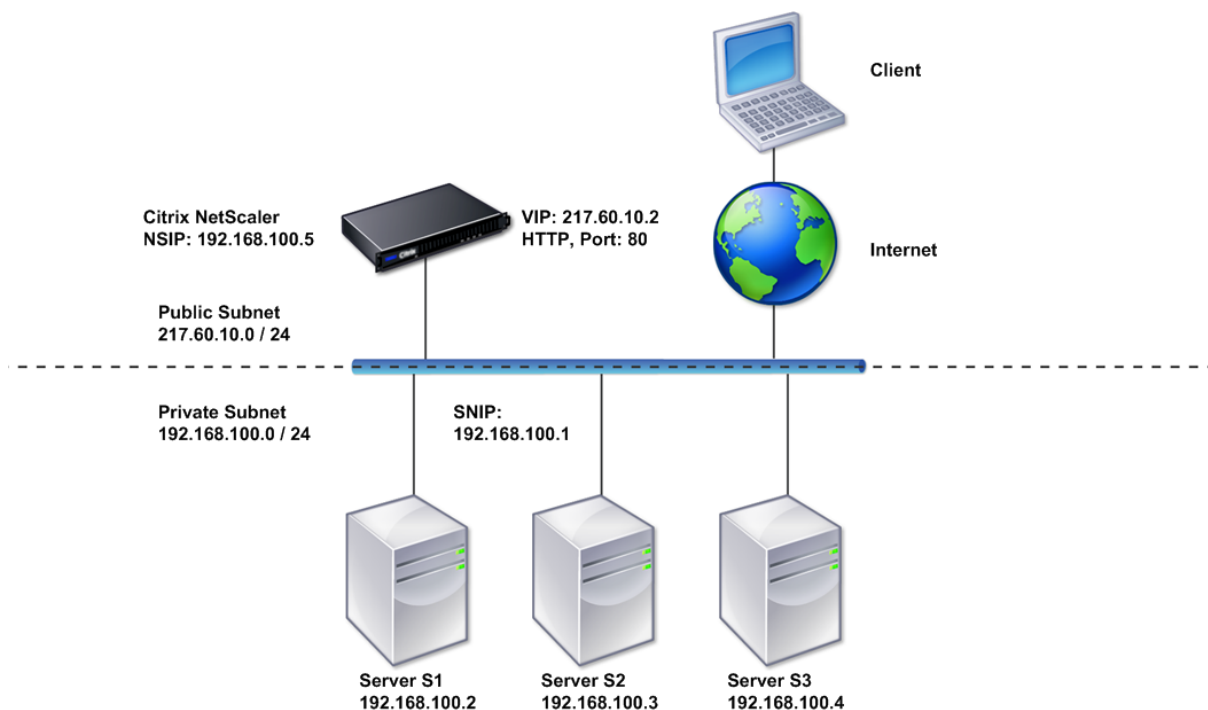 Client
Citrix NetScaler
NSIP: 192.168.100.5
VIP: 217.60.10.2
HTTP, Port: 80
Internet
Public Subnet
217.60.10.0 / 24
Private Subnet
192.168.100.0 / 24
SNIP:
192.168.100.1
Server S1
192.168.100.2
Server S2
192.168.100.3
Server S3
192.168.100.4